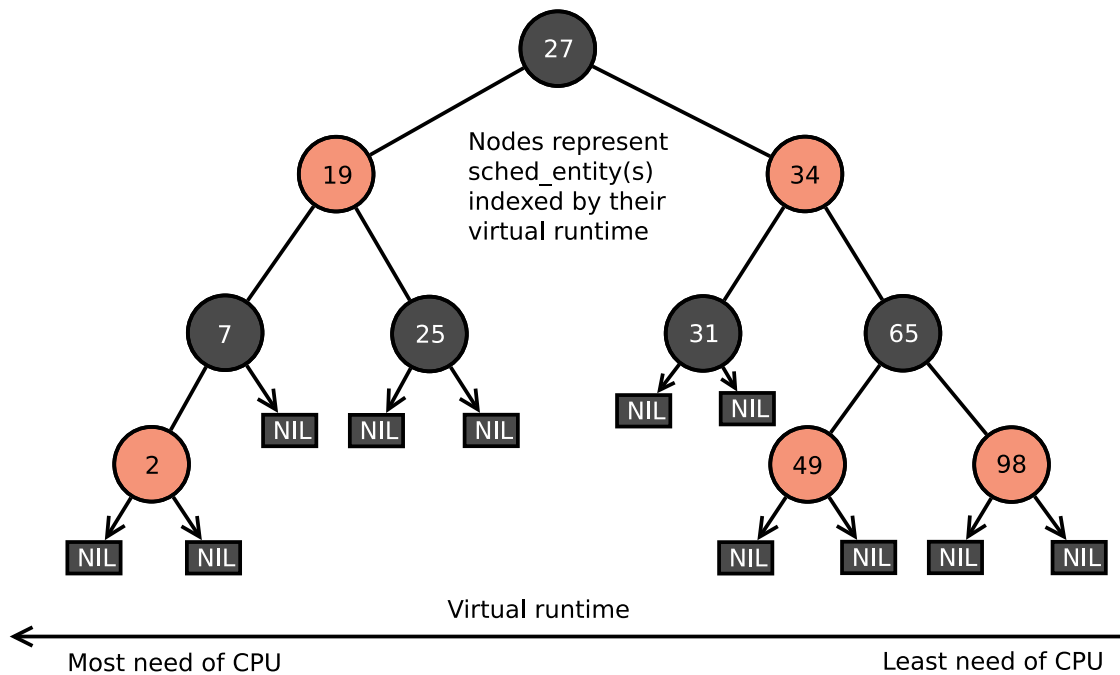 27
Nodes represent
sched_entity(s)
indexed by their
virtual runtime
19
34
7
25
31
65
NIL
NIL
NIL
NIL
NIL
2
49
98
NIL
NIL
NIL
NIL
NIL
NIL
Virtual runtime
Most need of CPU
Least need of CPU